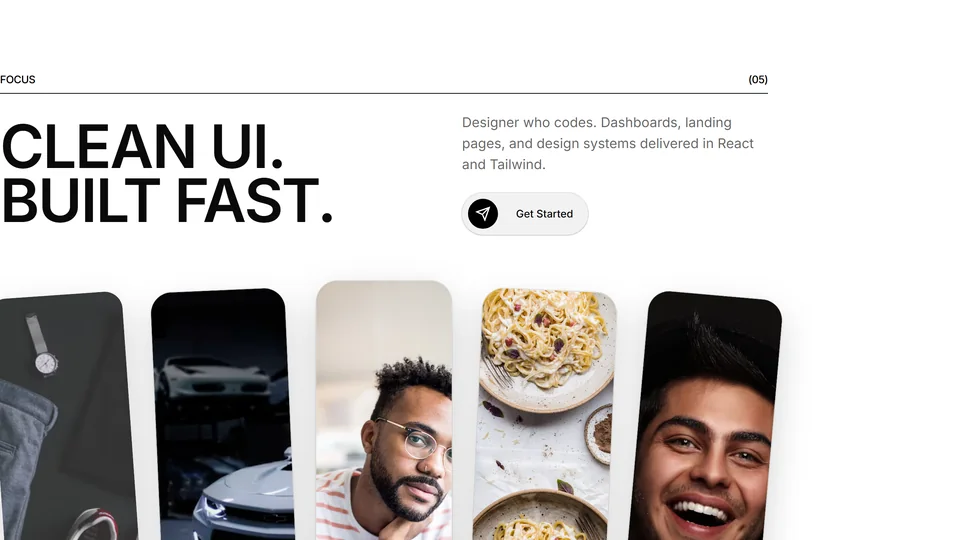 FOCUS
(05)
CLEAN UI.
BUILT FAST.
Designer who codes. Dashboards, landing
pages, and design systems delivered in React
and Tailwind.
Get Started